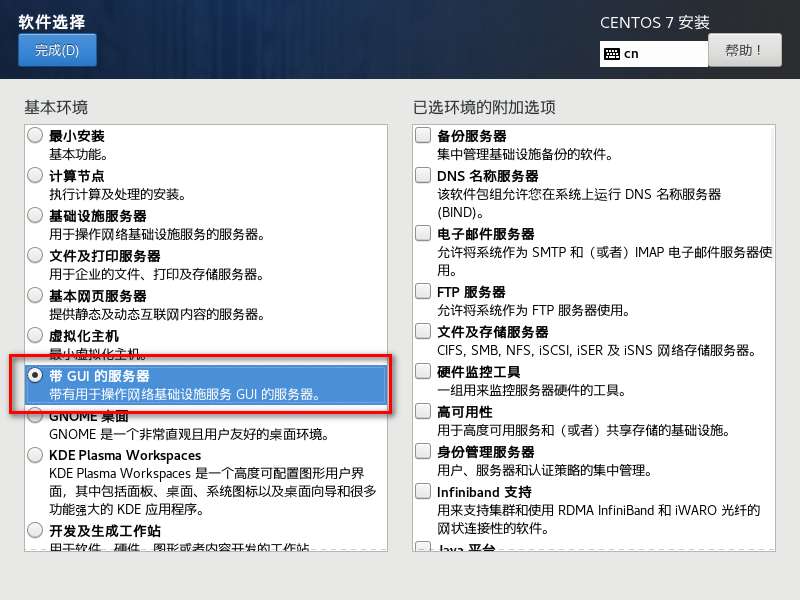 软件选择
CENTOS 7 安装
完成(D)
cn
帮助！
基本环境
最小安装
基本功能。
计算节点
执行计算及处理的安装。
基础设施服务器
用于操作网络基础设施服务的服务器。
文件及打印服务器
用于企业的文件、打印及存储服务器。
基本网页服务器
提供静态及动态互联网内容的服务器。
虚拟化主机
最小虚拟化主机。
带 GUI 的服务器
带有用于操作网络基础设施服务 GUI 的服务器。
GNOME 桌面
GNOME 是一个非常直观且用户友好的桌面环境。
KDE Plasma Workspaces
KDE Plasma Workspaces 是一个高度可配置图形用户界
面，其中包括面板、桌面、系统图标以及桌面向导和很多
功能强大的 KDE 应用程序。
开发及生成工作站
用于软件、硬件、图形或者内容开发的工作站。
已选环境的附加选项
备份服务器
集中管理基础设施备份的软件。
DNS 名称服务器
该软件包组允许您在系统上运行 DNS 名称服务器
(BIND)。
电子邮件服务器
允许将系统作为 SMTP 和（或者）IMAP 电子邮件服务器使
用。
FTP 服务器
允许将系统作为 FTP 服务器使用。
文件及存储服务器
CIFS, SMB, NFS, iSCSI, iSER 及 iSNS 网络存储服务器。
硬件监控工具
一组用来监控服务器硬件的工具。
高可用性
用于高度可用服务和（或者）共享存储的基础设施。
身份管理服务器
用户、服务器和认证策略的集中管理。
Infiniband 支持
用来支持集群和使用 RDMA InfiniBand 和 iWARO 光纤的
网状连接性的软件。
Java 平台